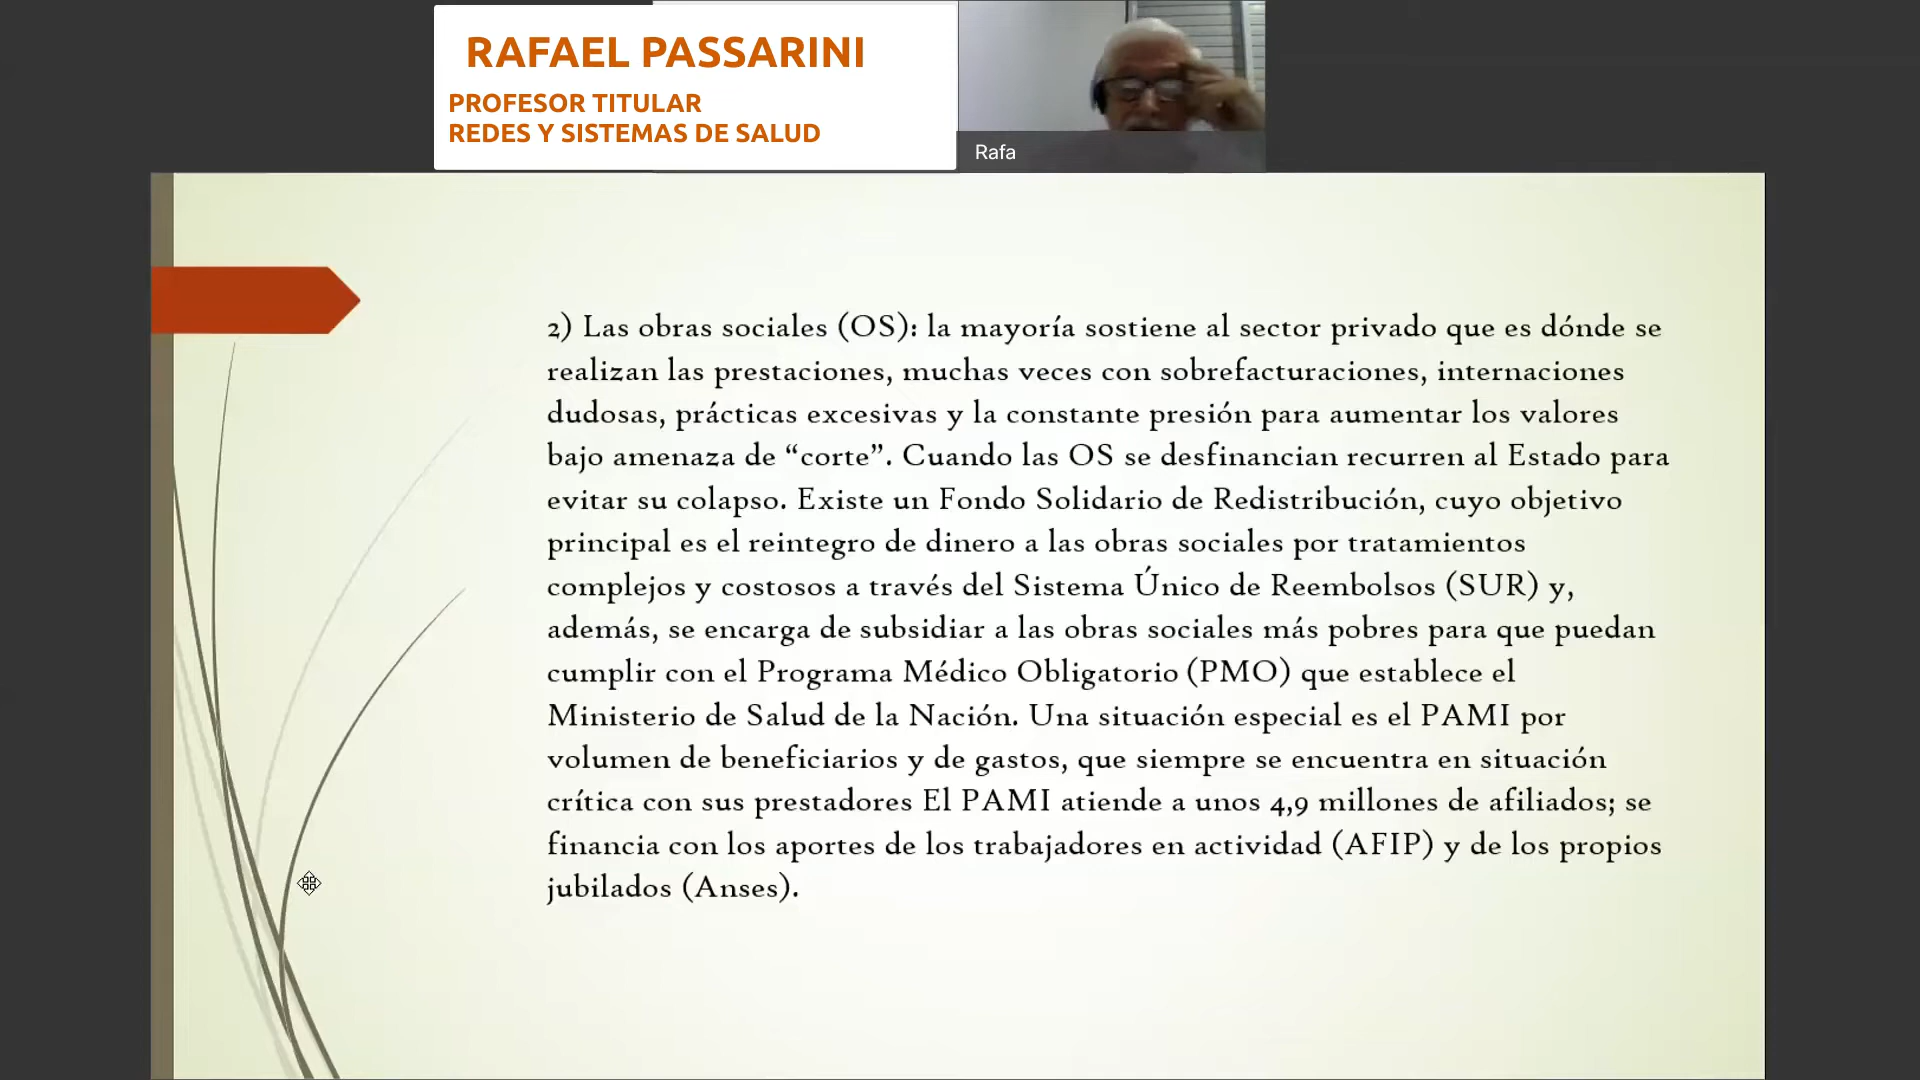 RAFAEL PASSARINI
PROFESOR TITULAR
REDES Y SISTEMAS DE SALUD
Rafa
2) Las obras sociales (OS): la mayoría sostiene al sector privado que es dónde se
realizan las prestaciones, muchas veces con sobrefacturaciones, internaciones
dudosas, prácticas excesivas y la constante presión para aumentar los valores
bajo amenaza de “corte”. Cuando las OS se desfinancian recurren al Estado para
evitar su colapso. Existe un Fondo Solidario de Redistribución, cuyo objetivo
principal es el reintegro de dinero a las obras sociales por tratamientos
complejos y costosos a través del Sistema Único de Reembolsos (SUR) y,
además, se encarga de subsidiar a las obras sociales más pobres para que puedan
cumplir con el Programa Médico Obligatorio (PMO) que establece el
Ministerio de Salud de la Nación. Una situación especial es el PAMI por
volumen de beneficiarios y de gastos, que siempre se encuentra en situación
crítica con sus prestadores El PAMI atiende a unos 4,9 millones de afiliados; se
financia con los aportes de los trabajadores en actividad (AFIP) y de los propios
jubilados (Anses).